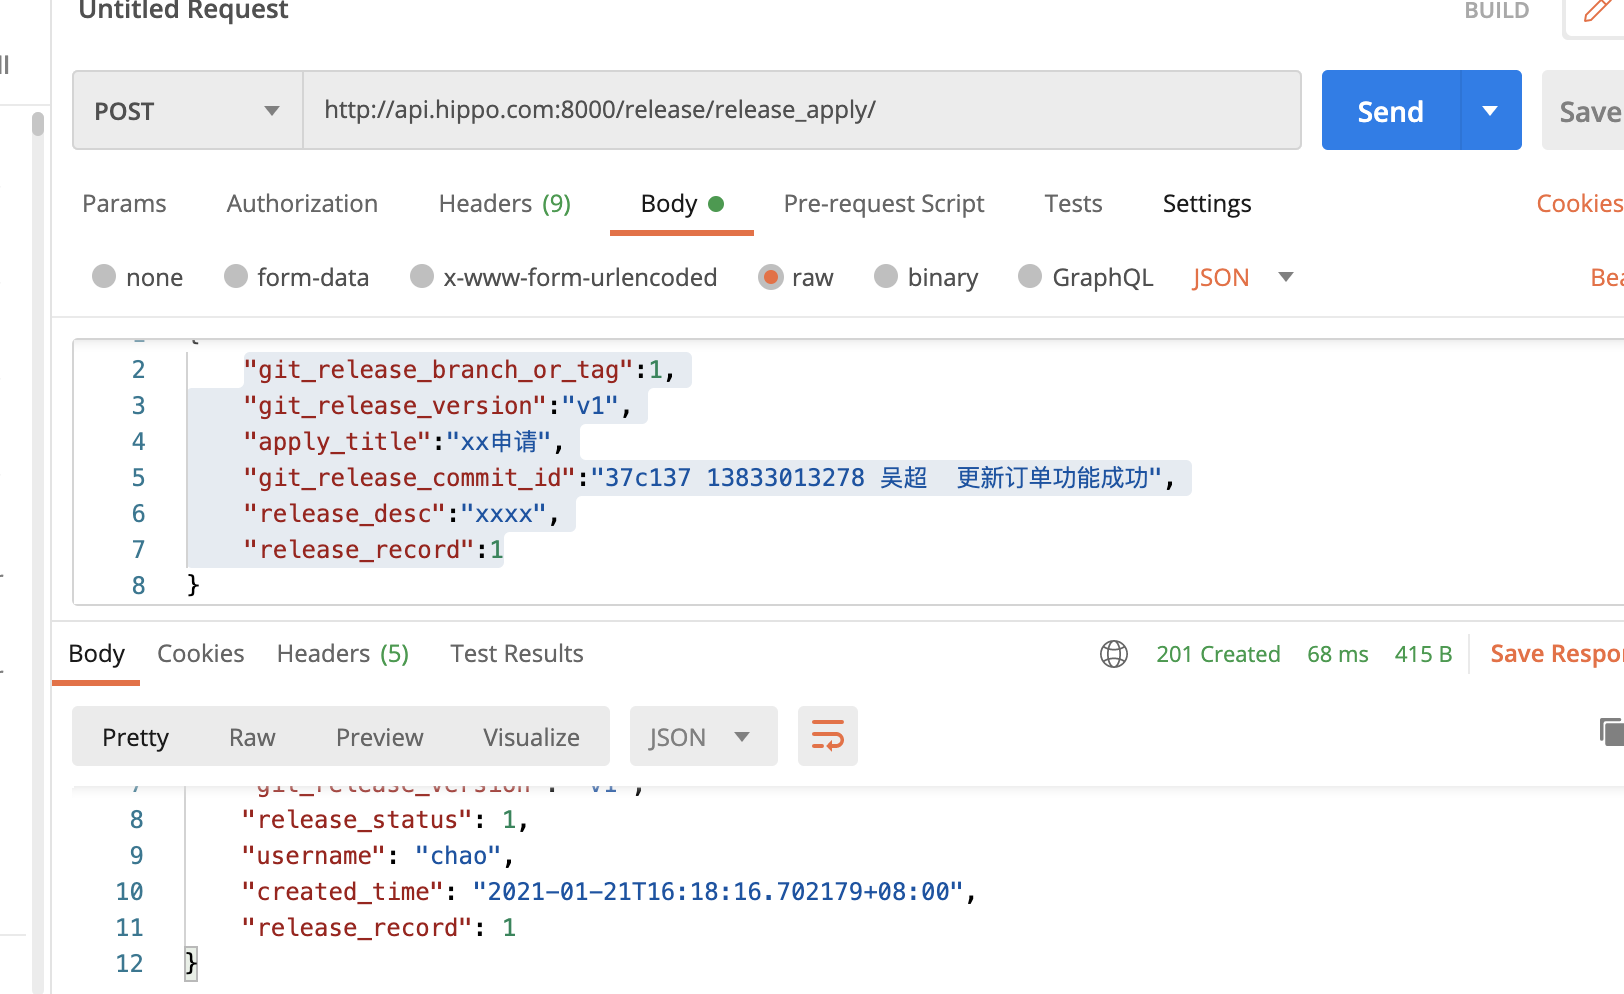 Untitled Request
BUILD
POST
http://api.hippo.com:8000/release/release_apply/
Send
Save
Params Authorization Headers (9) Body Pre-request Script Tests Settings Cookies
none form-data x-www-form-urlencoded raw binary GraphQL JSON Bea
2 "git_release_branch_or_tag":1,
3 "git_release_version":"v1",
4 "apply_title":"xx申请",
5 "git_release_commit_id":"37c137 13833013278 吴超  更新订单功能成功",
6 "release_desc":"xxxx",
7 "release_record":1
8 }
Body Cookies Headers (5) Test Results 201 Created 68 ms 415 B Save Respon
Pretty Raw Preview Visualize JSON
7 "git_release_version": "v1",
8 "release_status": 1,
9 "username": "chao",
10 "created_time": "2021-01-21T16:18:16.702179+08:00",
11 "release_record": 1
12 }